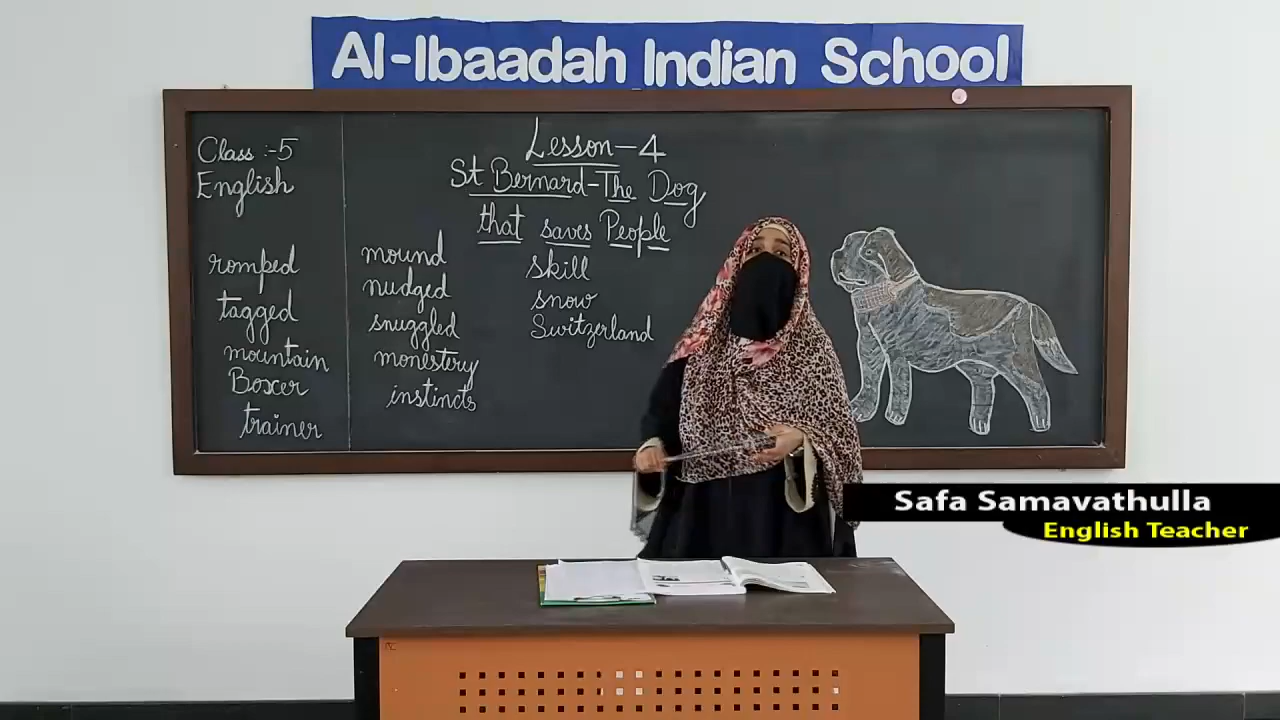 Al-Ibaadah Indian School
Class :-5
English
Lesson-4
St Bernard-The Dog
that saves People
romped
tagged
mountain
Boxer
trainer
mound
nudged
snuggled
monestery
instincts
skill
snow
Switzerland
Safa Samavathulla
English Teacher